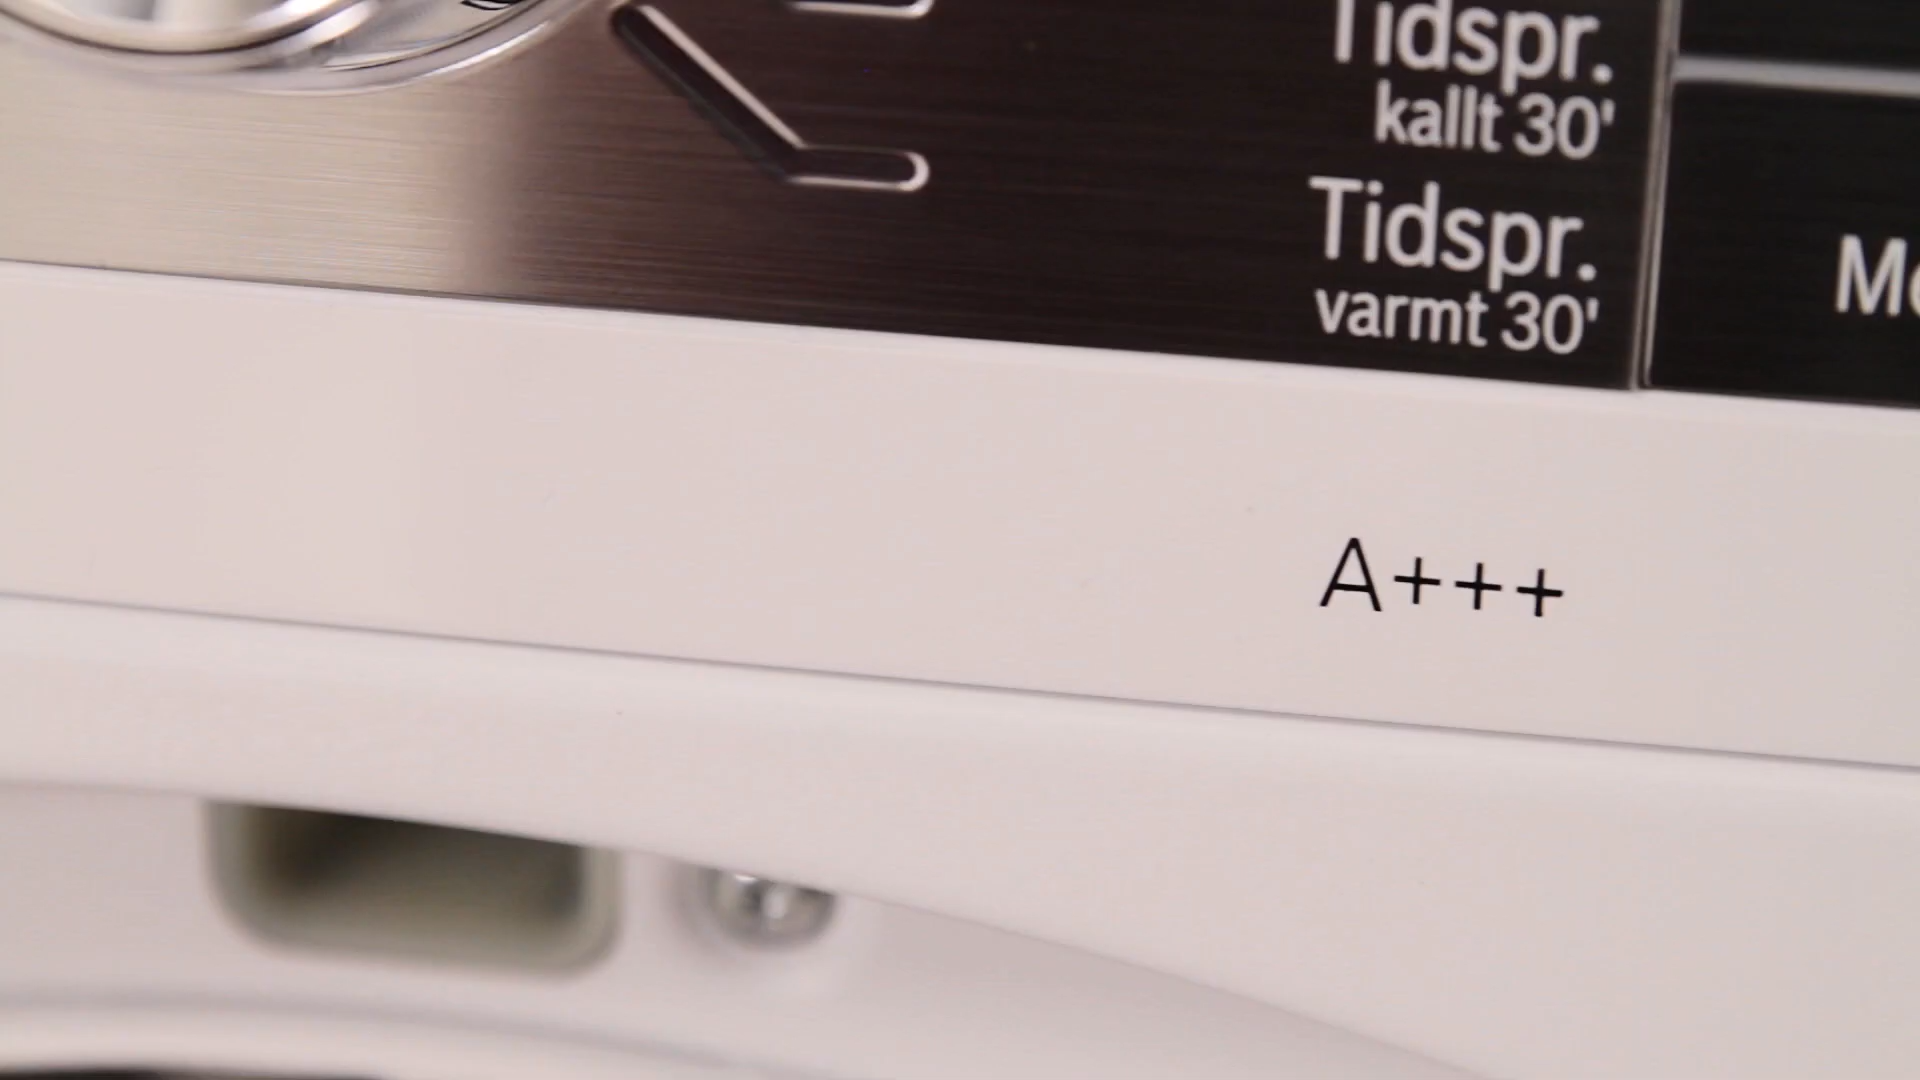 Tidspr.
kallt 30'
Tidspr.
varmt 30'
A+++